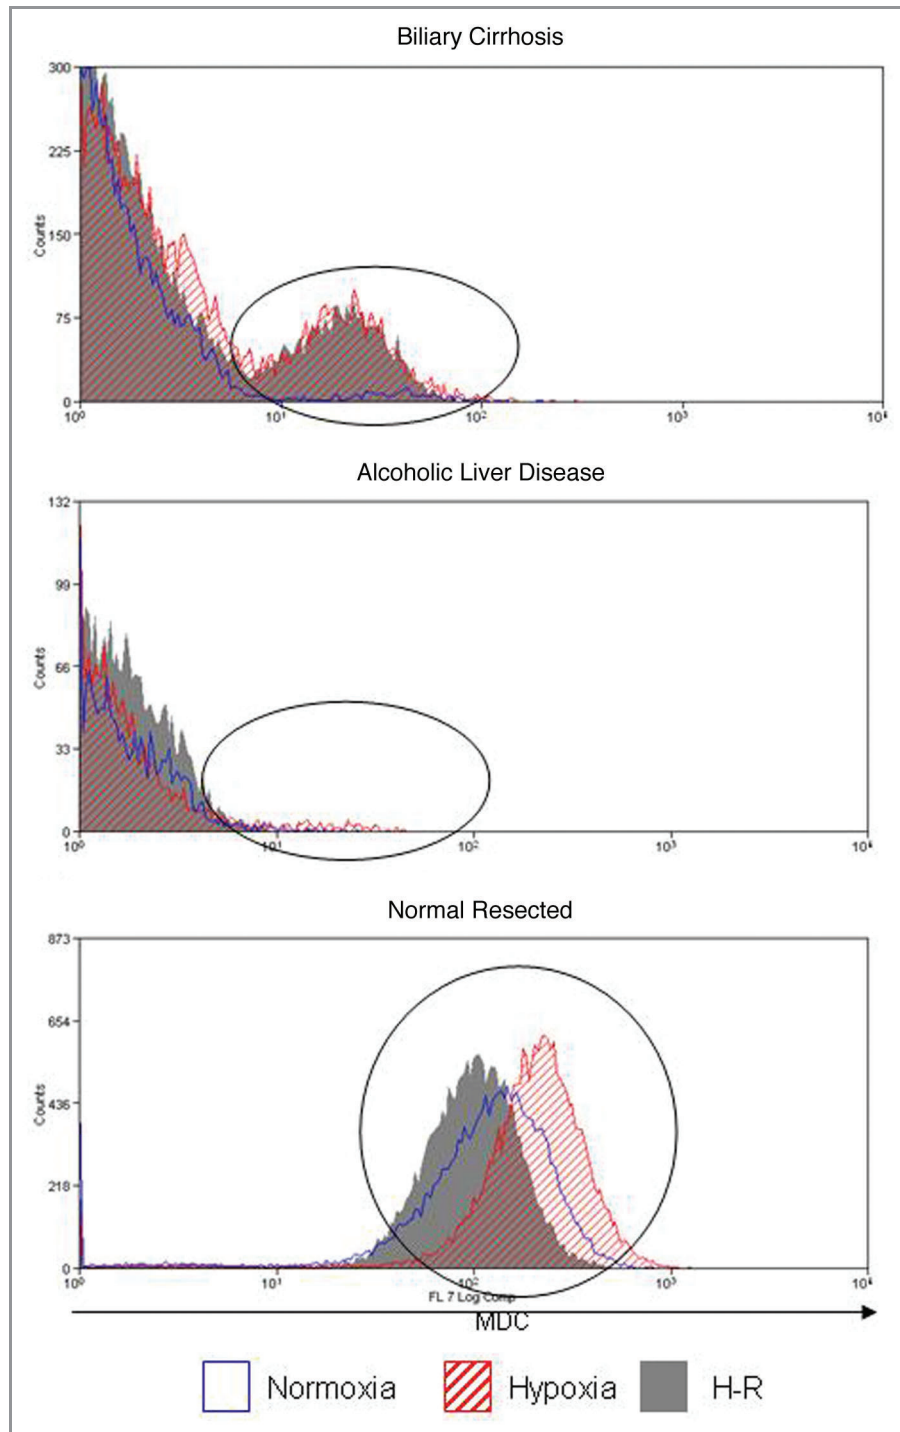 Biliary Cirrhosis
300
225
150
75
0
Counts
10⁰ 10¹ 10² 10³ 10⁴
Alcoholic Liver Disease
132
99
66
33
0
Counts
10⁰ 10¹ 10² 10³ 10⁴
Normal Resected
873
654
436
218
0
Counts
10⁰ 10¹ 10² 10³ 10⁴
FL 7 Log Comp
MDC
Normoxia Hypoxia H-R